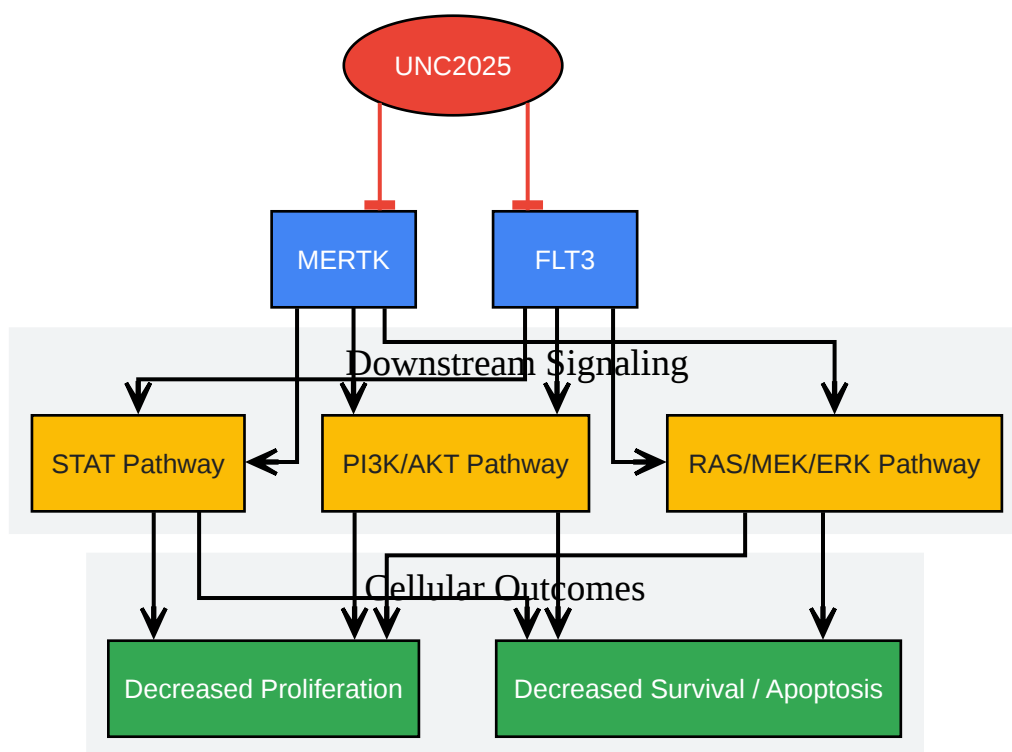 UNC2025
MERTK
FLT3
Downstream Signaling
STAT Pathway
PI3K/AKT Pathway
RAS/MEK/ERK Pathway
Cellular Outcomes
Decreased Proliferation
Decreased Survival / Apoptosis